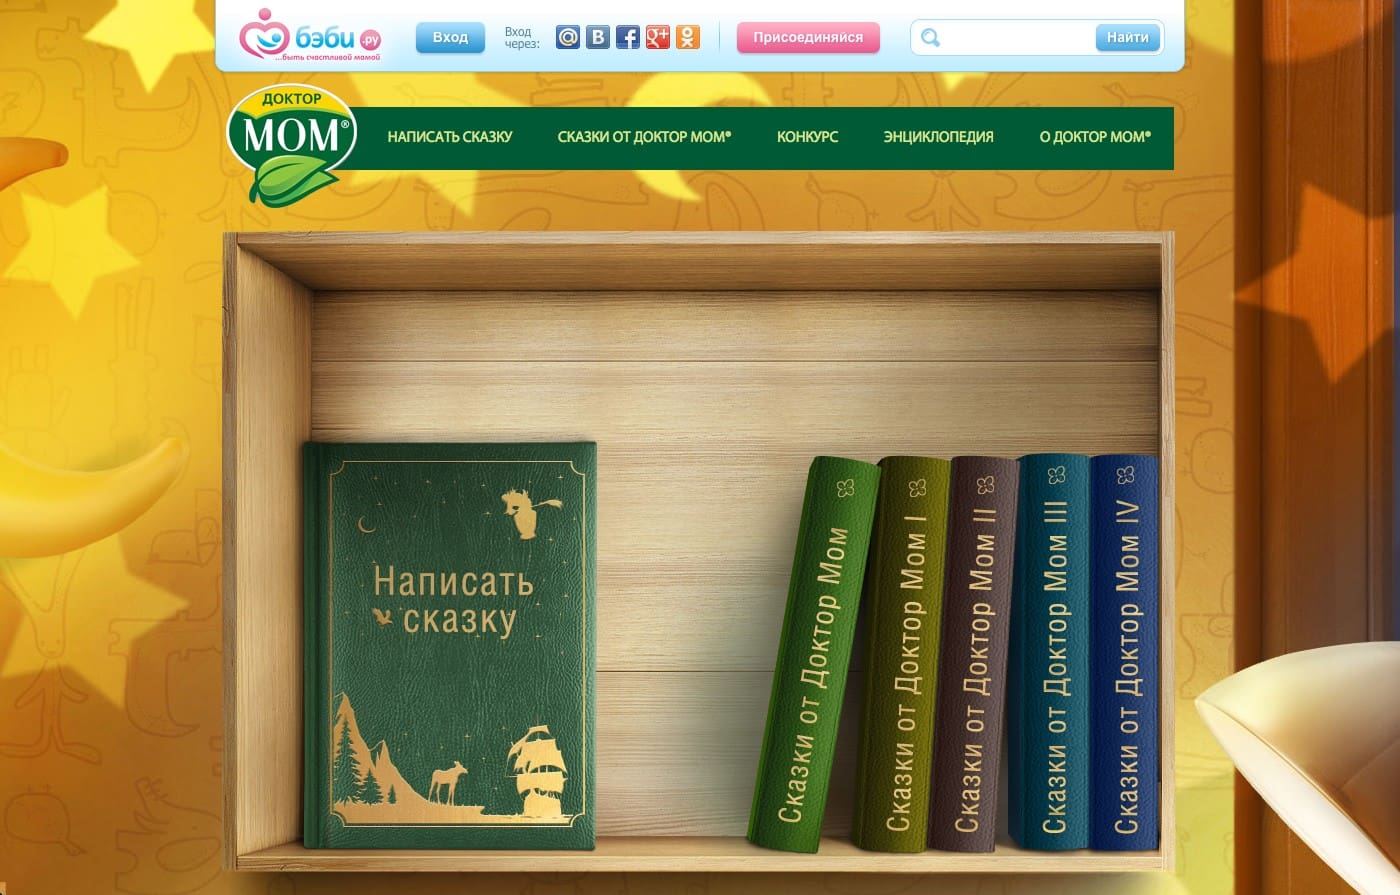 бэби.ру
...быть счастливой мамой
Вход
Вход
через:
Присоединяйся
Найти
ДОКТОР
МОМ®
НАПИСАТЬ СКАЗКУ
СКАЗКИ ОТ ДОКТОР МОМ®
КОНКУРС
ЭНЦИКЛОПЕДИЯ
О ДОКТОР МОМ®
Написать
сказку
Сказки от Доктор Мом
Сказки от Доктор Мом I
Сказки от Доктор Мом II
Сказки от Доктор Мом III
Сказки от Доктор Мом IV